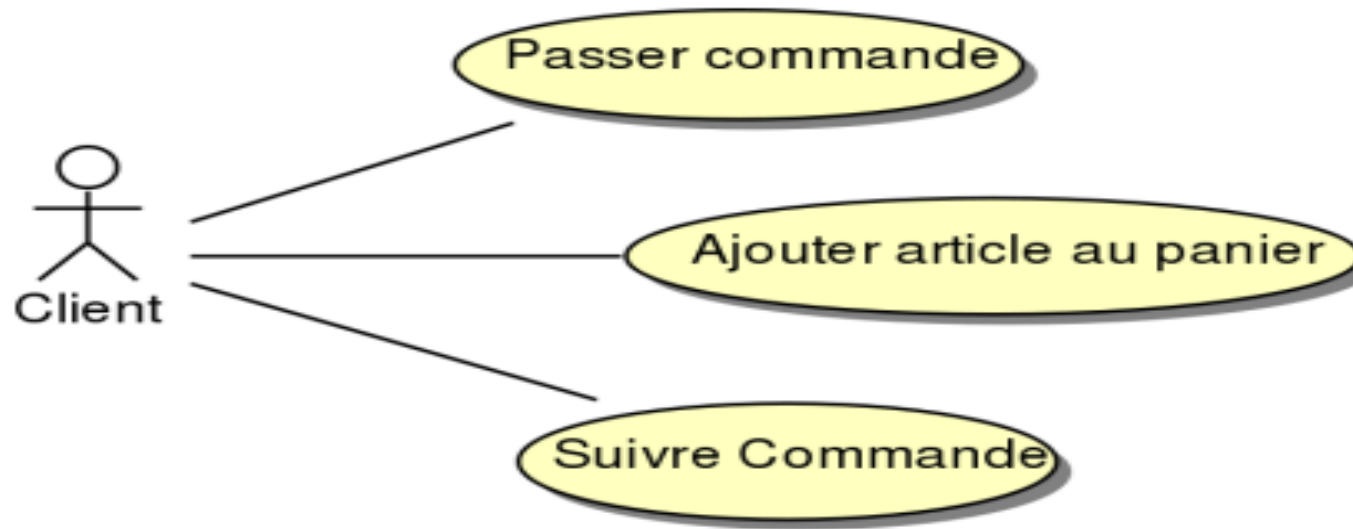 Passer commande
Ajouter article au panier
Client
Suivre Commande